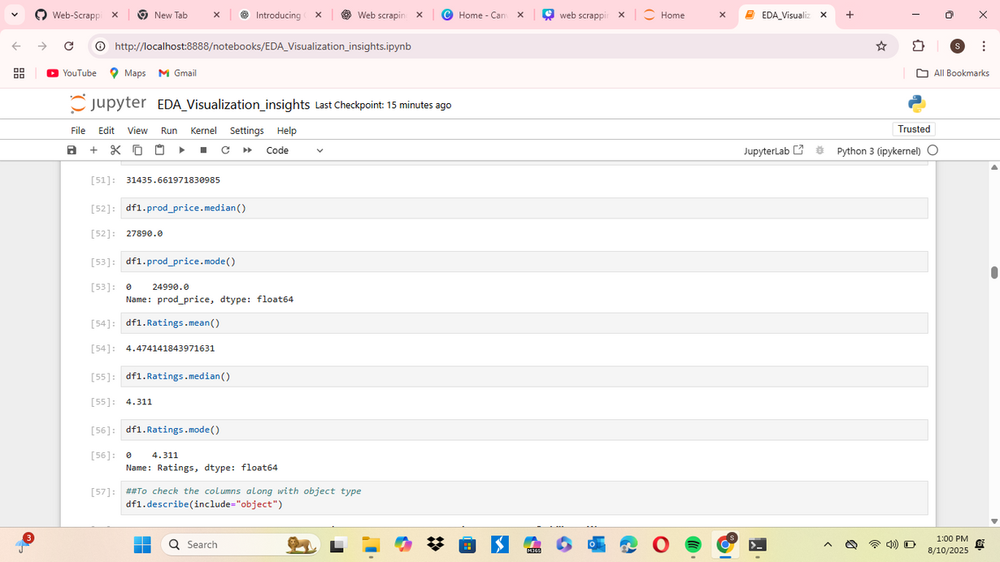 Web-Scrapp
New Tab
Introducing
Web scrapin
Home - Can
web scrappi
Home
EDA_Visualiz
http://localhost:8888/notebooks/EDA_Visualization_insights.ipynb
S
YouTube
Maps
Gmail
All Bookmarks
jupyter EDA_Visualization_insights Last Checkpoint: 15 minutes ago
File Edit View Run Kernel Settings Help
Trusted
Code
JupyterLab
Python 3 (ipykernel)
[51]: 31435.661971830985
[52]: df1.prod_price.median()
[52]: 27890.0
[53]: df1.prod_price.mode()
[53]: 0    24990.0
Name: prod_price, dtype: float64
[54]: df1.Ratings.mean()
[54]: 4.474141843971631
[55]: df1.Ratings.median()
[55]: 4.311
[56]: df1.Ratings.mode()
[56]: 0    4.311
Name: Ratings, dtype: float64
[57]: ##To check the columns along with object type
df1.describe(include="object")
3
Search
M365
S
1:00 PM
8/10/2025